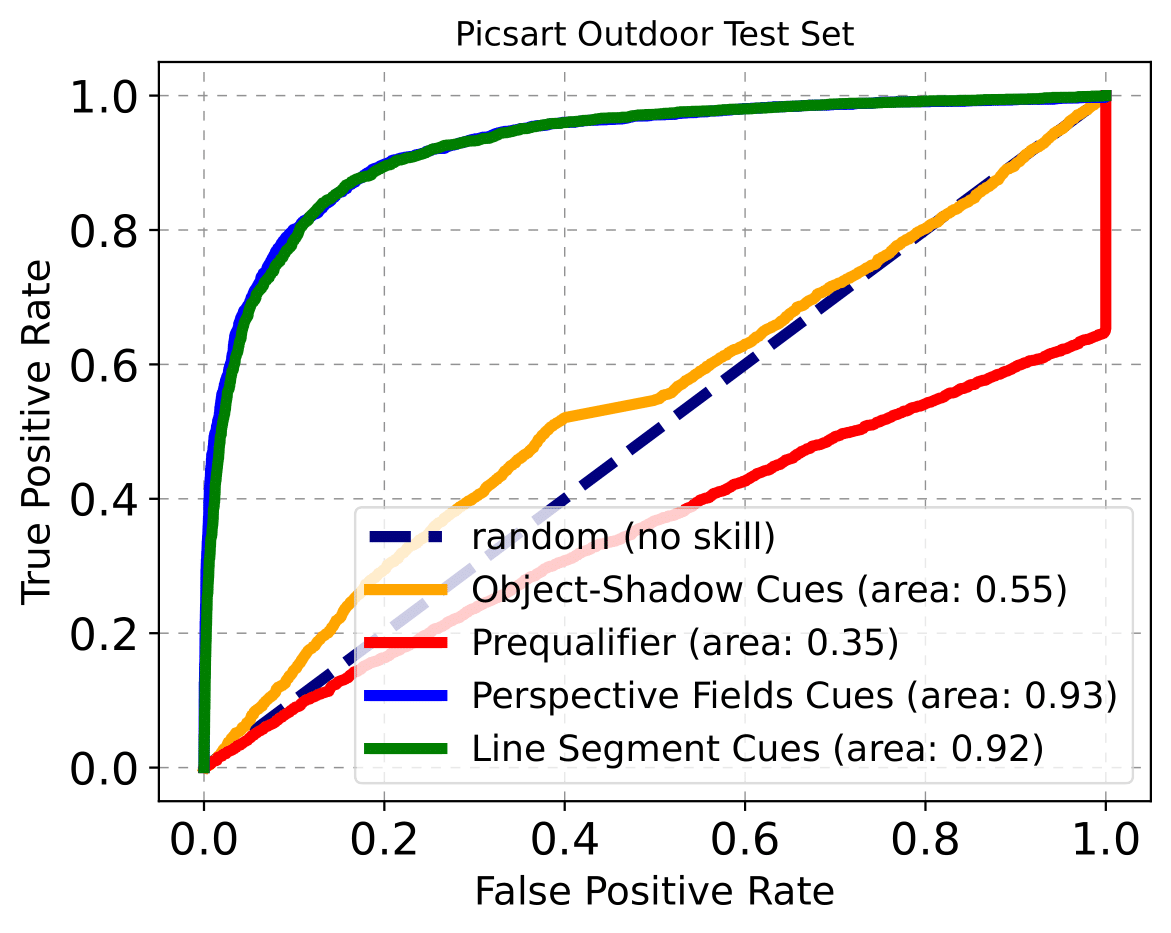 Picsart Outdoor Test Set
True Positive Rate
1.0
0.8
0.6
0.4
0.2
0.0
random (no skill)
Object-Shadow Cues (area: 0.55)
Prequalifier (area: 0.35)
Perspective Fields Cues (area: 0.93)
Line Segment Cues (area: 0.92)
0.0 0.2 0.4 0.6 0.8 1.0
False Positive Rate